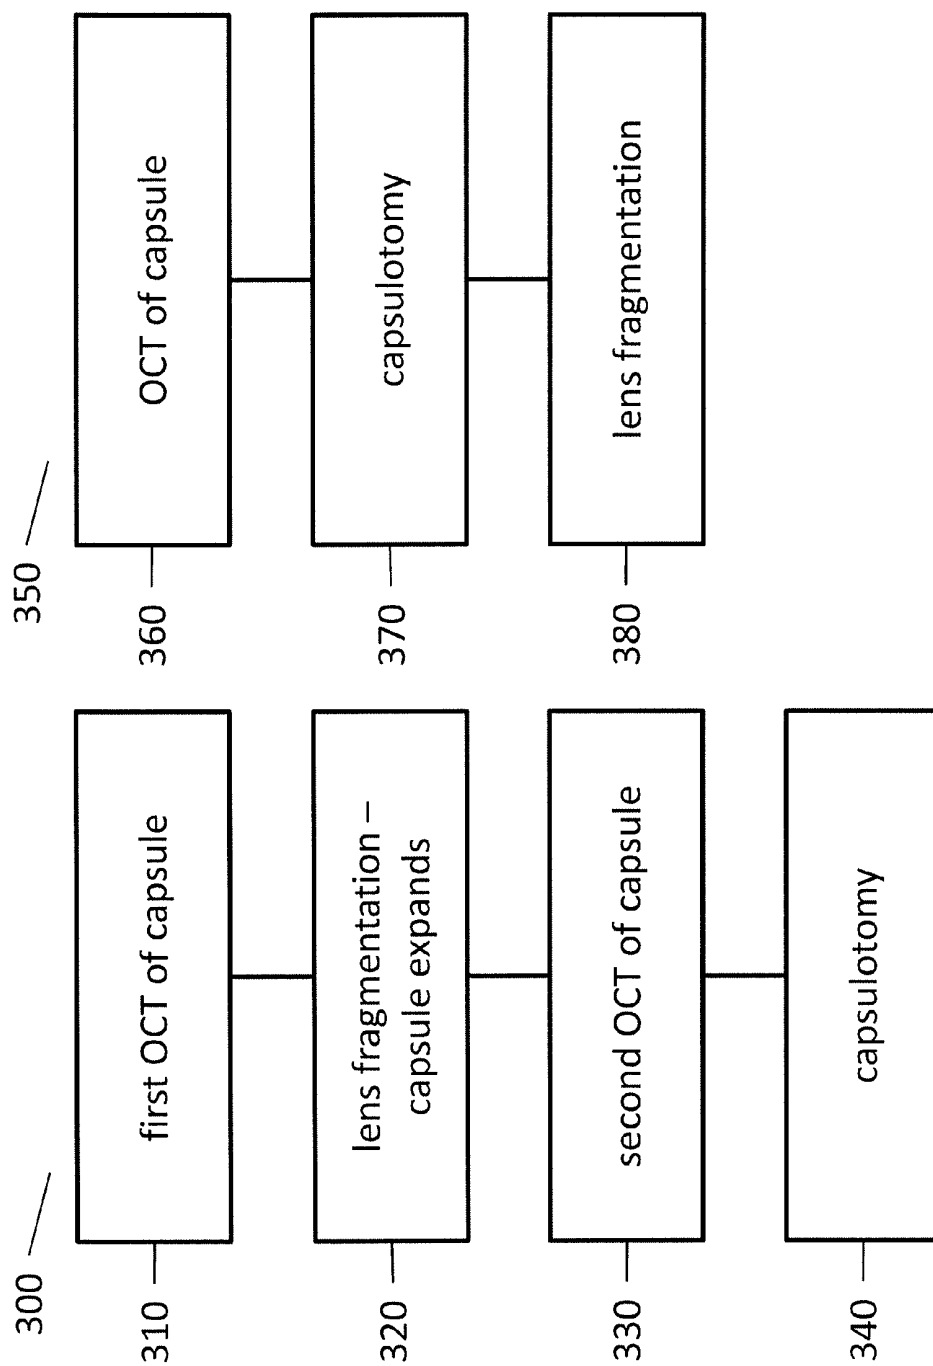 300
310
first OCT of capsule
320
lens fragmentation –
capsule expands
330
second OCT of capsule
340
capsulotomy
350
360
OCT of capsule
370
capsulotomy
380
lens fragmentation